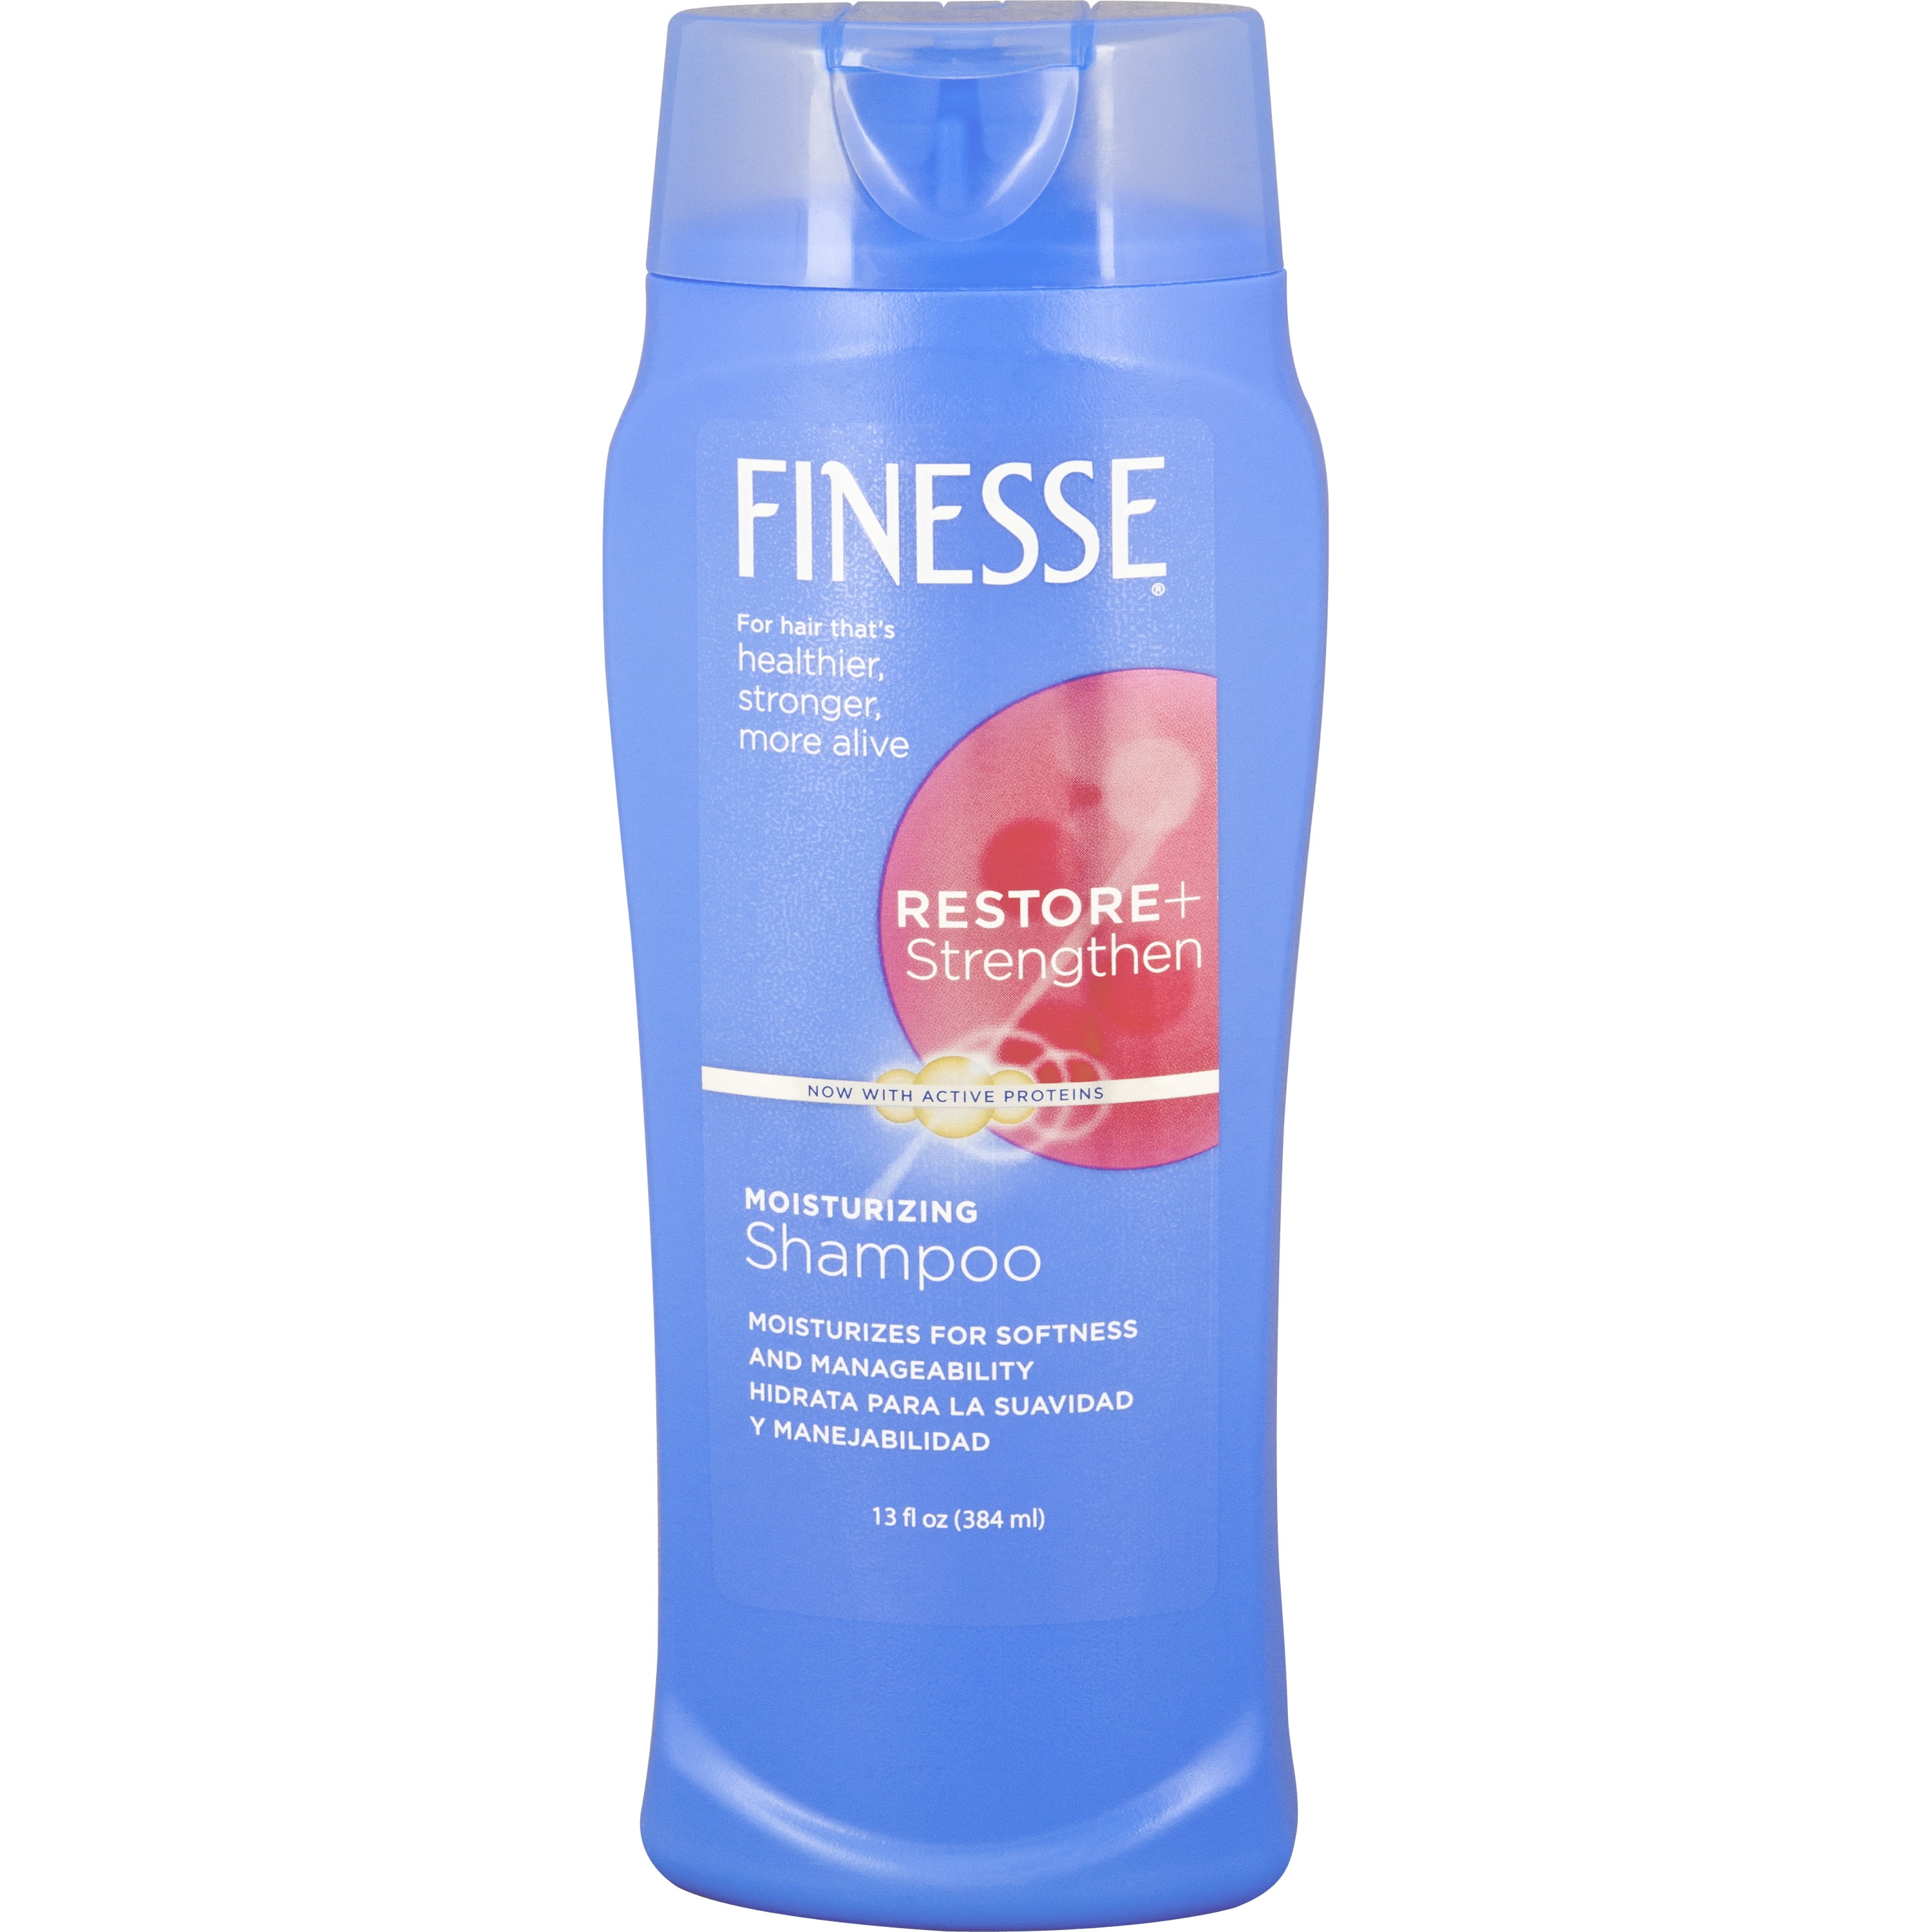 FINESSE®
For hair that's
healthier,
stronger,
more alive
RESTORE+
Strengthen
NOW WITH ACTIVE PROTEINS
MOISTURIZING
Shampoo
MOISTURIZES FOR SOFTNESS
AND MANAGEABILITY
HIDRATA PARA LA SUAVIDAD
Y MANEJABILIDAD
13 fl oz (384 ml)